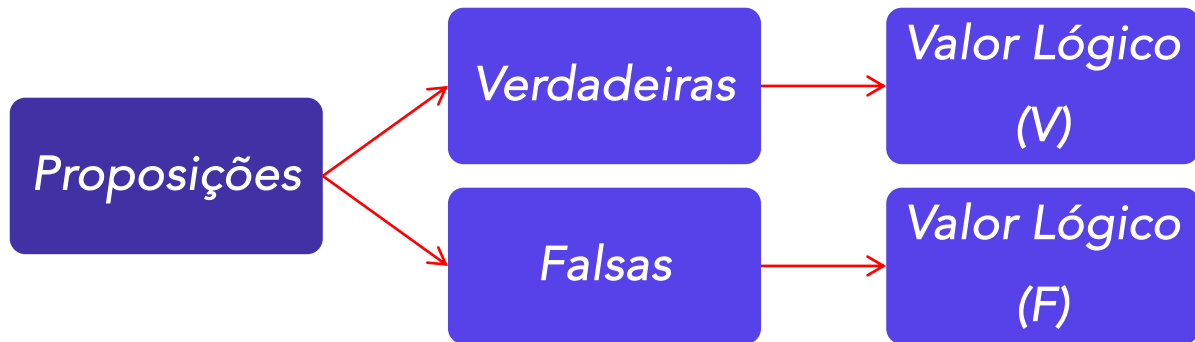 Proposições
Verdadeiras
Valor Lógico
(V)
Falsas
Valor Lógico
(F)